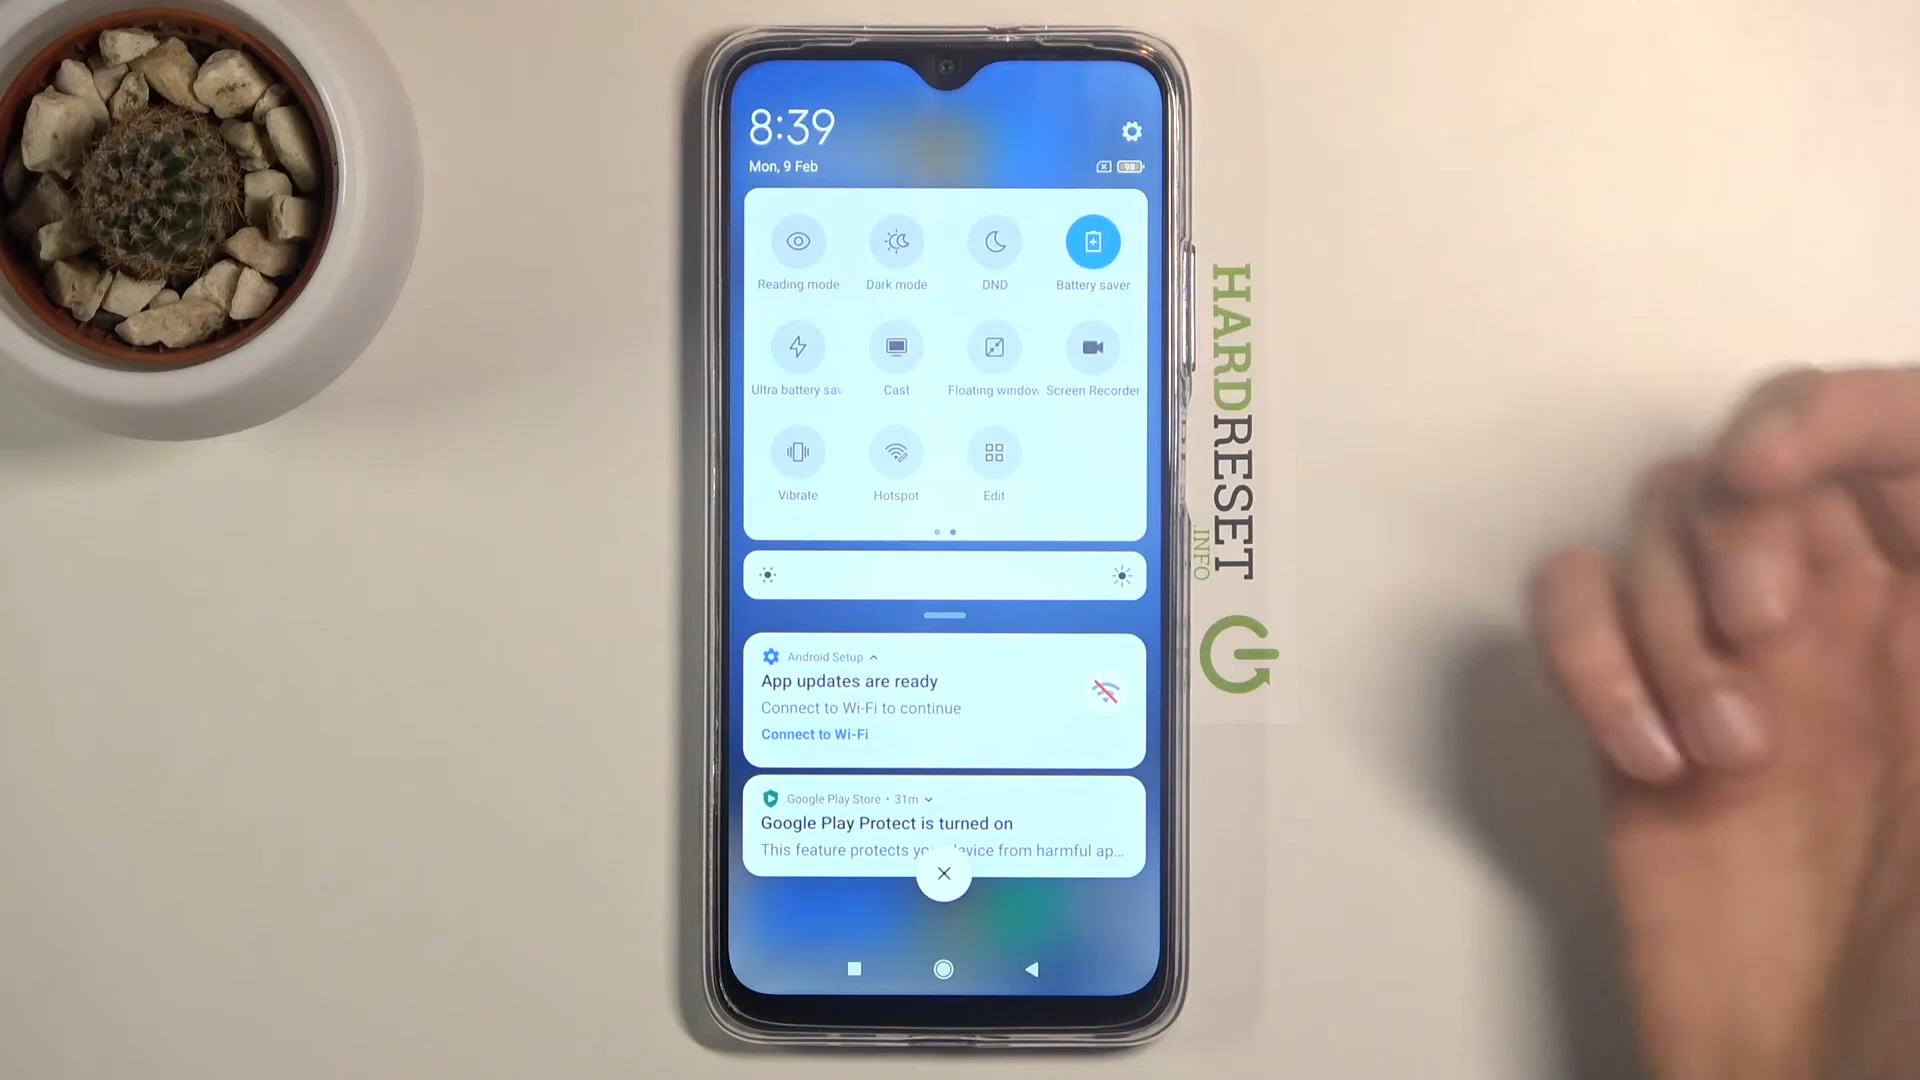 8:39
Mon, 9 Feb
98
Reading mode
Dark mode
DND
Battery saver
Ultra battery sav
Cast
Floating window
Screen Recorder
Vibrate
Hotspot
Edit
Android Setup
App updates are ready
Connect to Wi-Fi to continue
Connect to Wi-Fi
Google Play Store • 31m
Google Play Protect is turned on
This feature protects yo device from harmful ap...
HARDRESET
.INFO